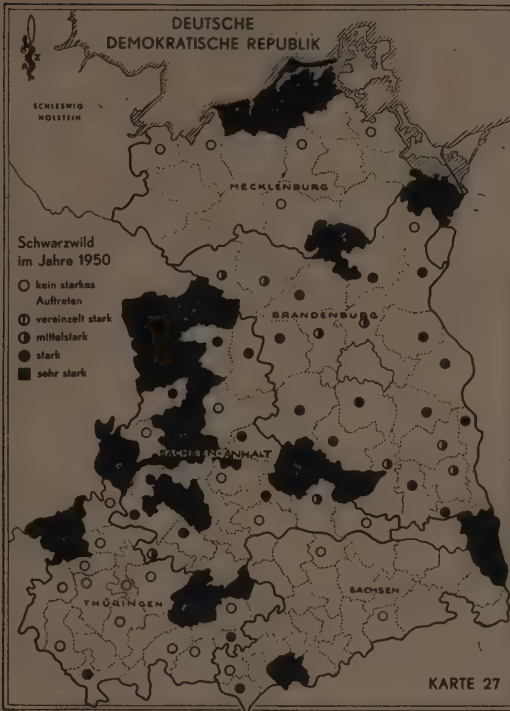 DEUTSCHE
DEMOKRATISCHE REPUBLIK
SCHLESWIG
HOLSTEIN
MECKLENBURG
Schwarzwild
im Jahre 1950
kein starkes
Auftreten
vereinzelt stark
mittelstark
stark
sehr stark
BRANDENBURG
SACHSEN-ANHALT
THÜRINGEN
SACHSEN
KARTE 27